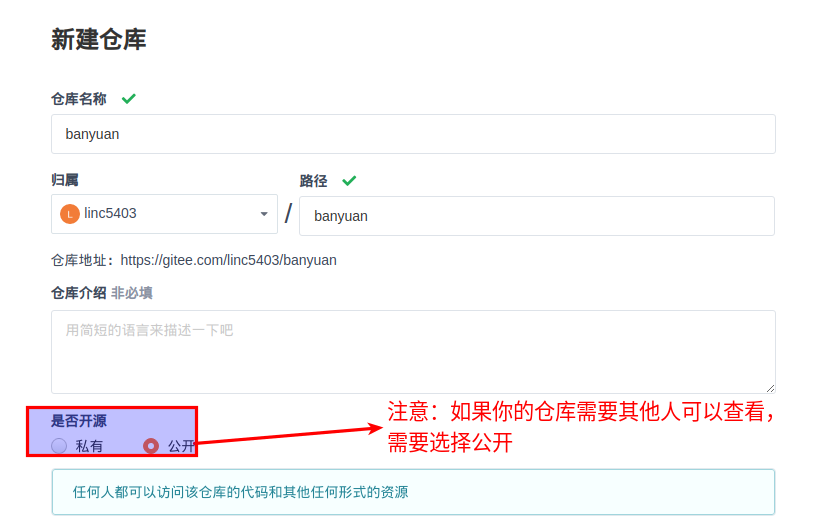 新建仓库
仓库名称
banyuan
归属
路径
L linc5403
/
banyuan
仓库地址：https://gitee.com/linc5403/banyuan
仓库介绍 非必填
用简短的语言来描述一下吧
是否开源
私有 公开
注意：如果你的仓库需要其他人可以查看，
需要选择公开
任何人都可以访问该仓库的代码和其他任何形式的资源